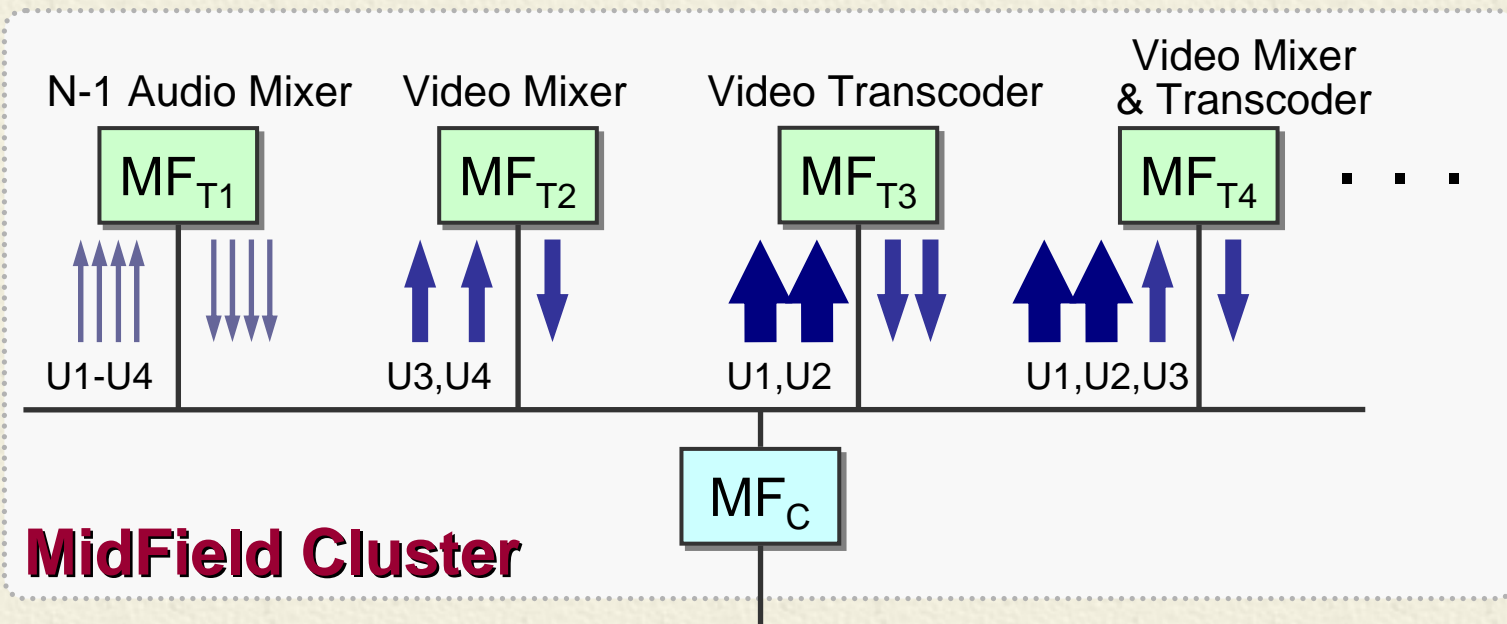 N-1 Audio Mixer
Video Mixer
Video Transcoder
Video Mixer
& Transcoder
MFT1
MFT2
MFT3
MFT4
. . .
U1-U4
U3,U4
U1,U2
U1,U2,U3
MFC
MidField Cluster